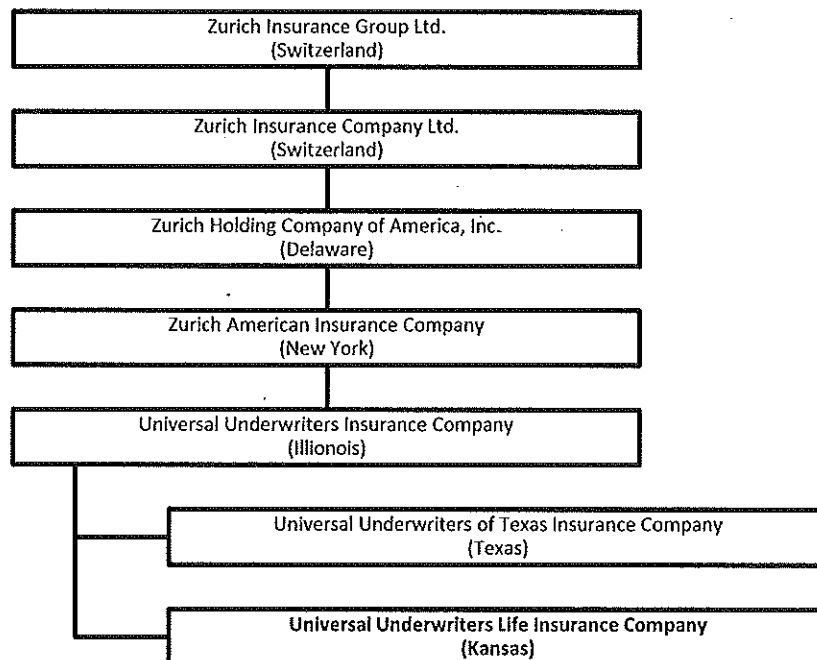 Zurich Insurance Group Ltd.
(Switzerland)
Zurich Insurance Company Ltd.
(Switzerland)
Zurich Holding Company of America, Inc.
(Delaware)
Zurich American Insurance Company
(New York)
Universal Underwriters Insurance Company
(Illionois)
Universal Underwriters of Texas Insurance Company
(Texas)
Universal Underwriters Life Insurance Company
(Kansas)